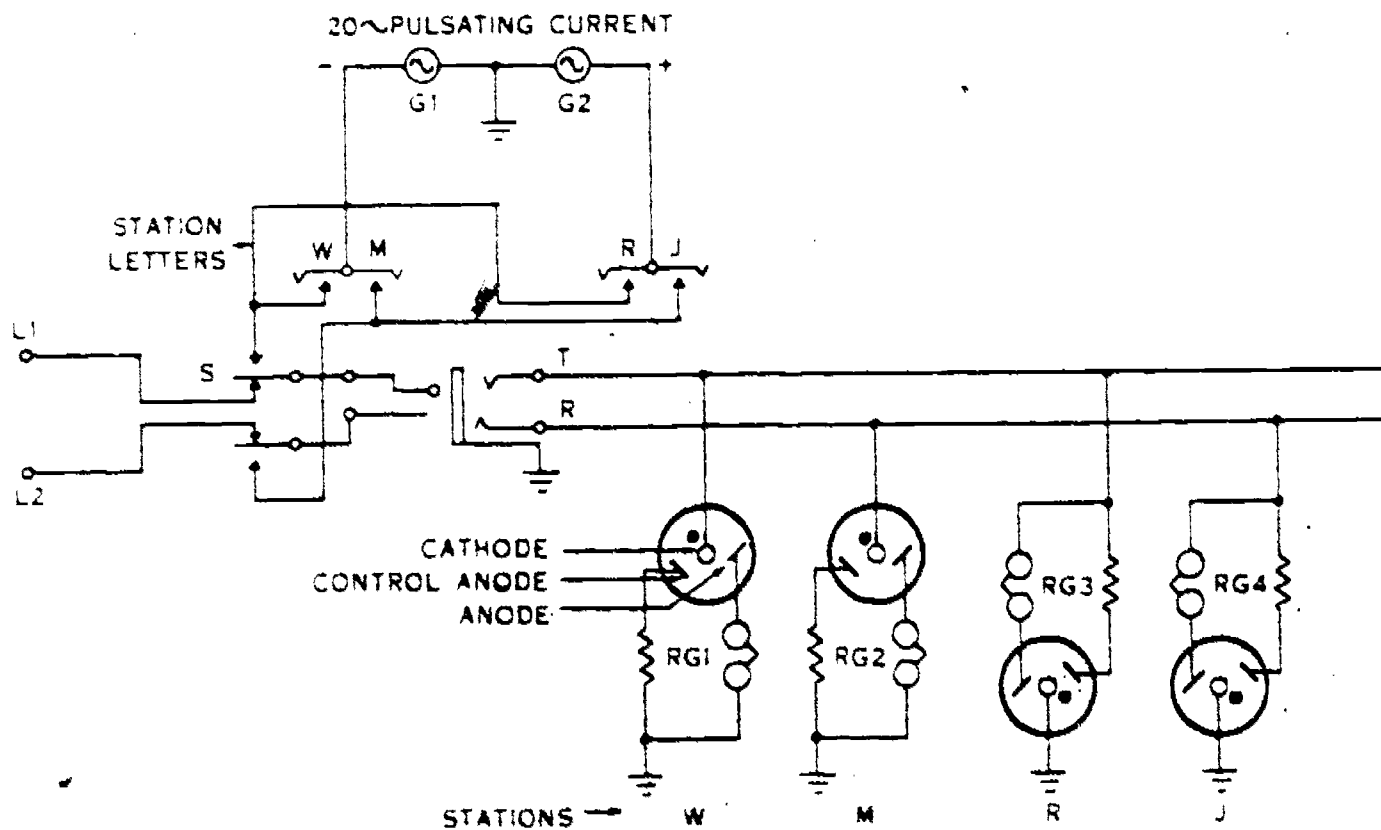 20~PULSATING CURRENT
- +
G1 G2
STATION
LETTERS
W M R J
L1
S T
R
L2
CATHODE
CONTROL ANODE
ANODE
RG1 RG2 RG3 RG4
STATIONS W M R J